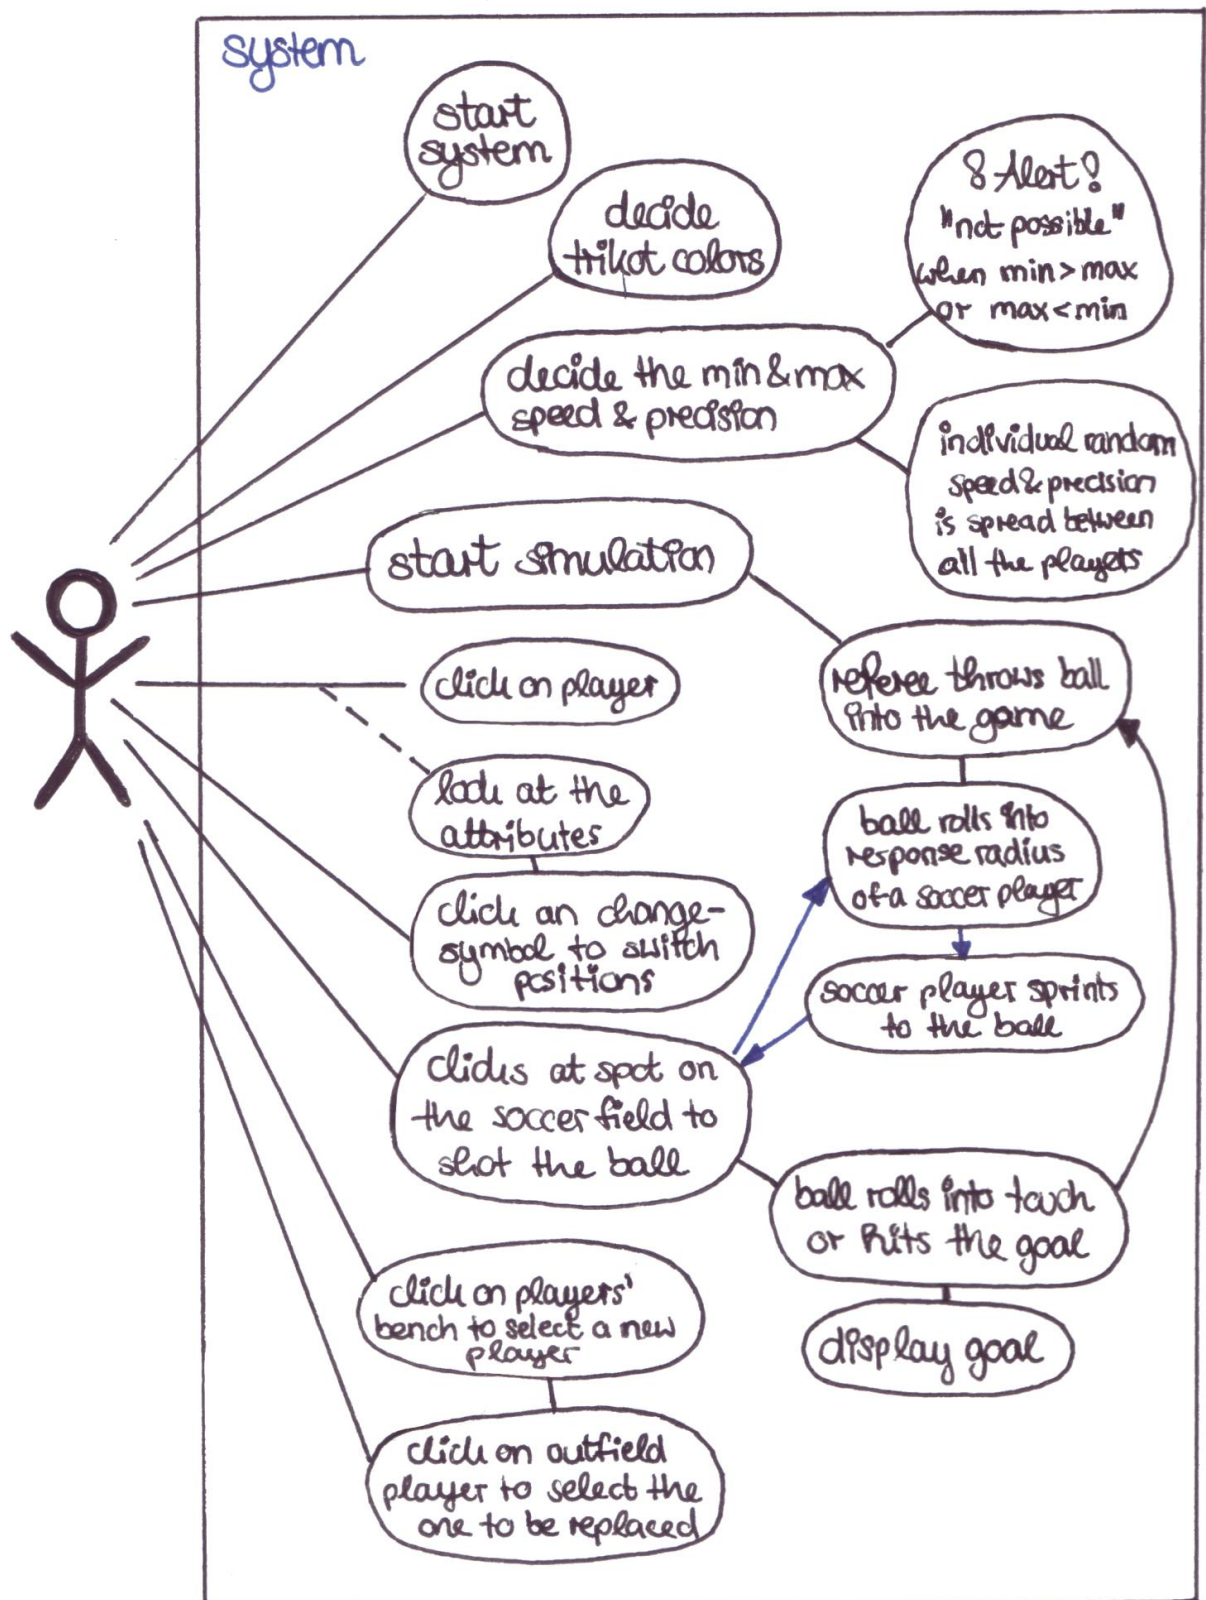 system
start
system
decide
trikot colors
8 Alert!
"not possible"
when min>max
or max<min
decide the min&max
speed & precision
individual random
speed & precision
is spread between
all the players
start simulation
click on player
referee throws ball
into the game
look at the
attributes
ball rolls into
response radius
of a soccer player
click an change-
symbol to switch
positions
soccer player sprints
to the ball
clicks at spot on
the soccer field to
shot the ball
ball rolls into touch
or hits the goal
click on players'
bench to select a new
player
display goal
click on outfield
player to select the
one to be replaced